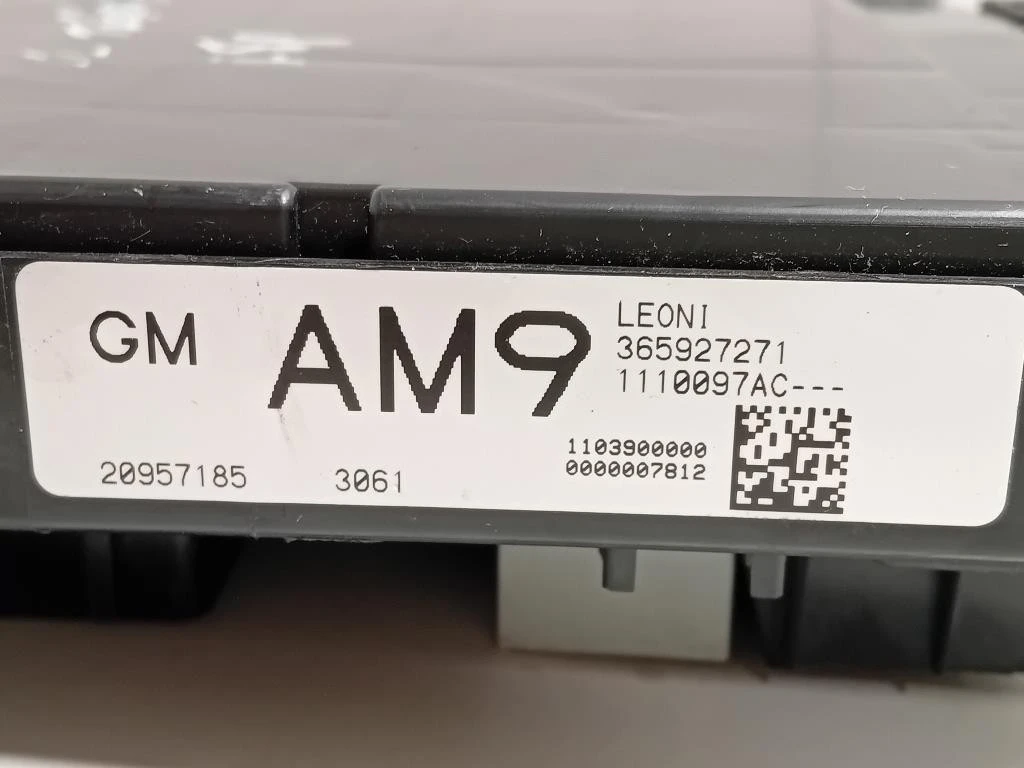 GM
AM9
LEONI
365927271
1110097AC---
1103900000
0000007812
20957185
3061